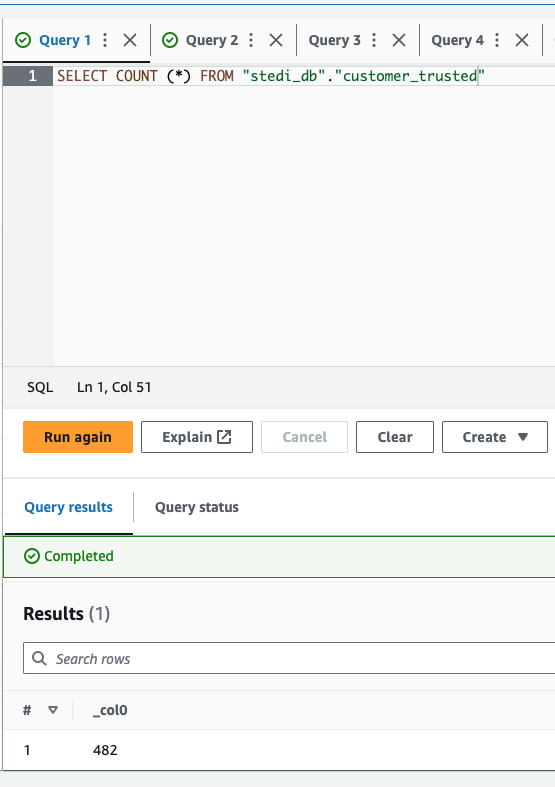 Query 1 Query 2 Query 3 Query 4
1 SELECT COUNT (*) FROM "stedi_db"."customer_trusted"
SQL Ln 1, Col 51
Run again Explain Cancel Clear Create
Query results Query status
Completed
Results (1)
Search rows
# _col0
1 482